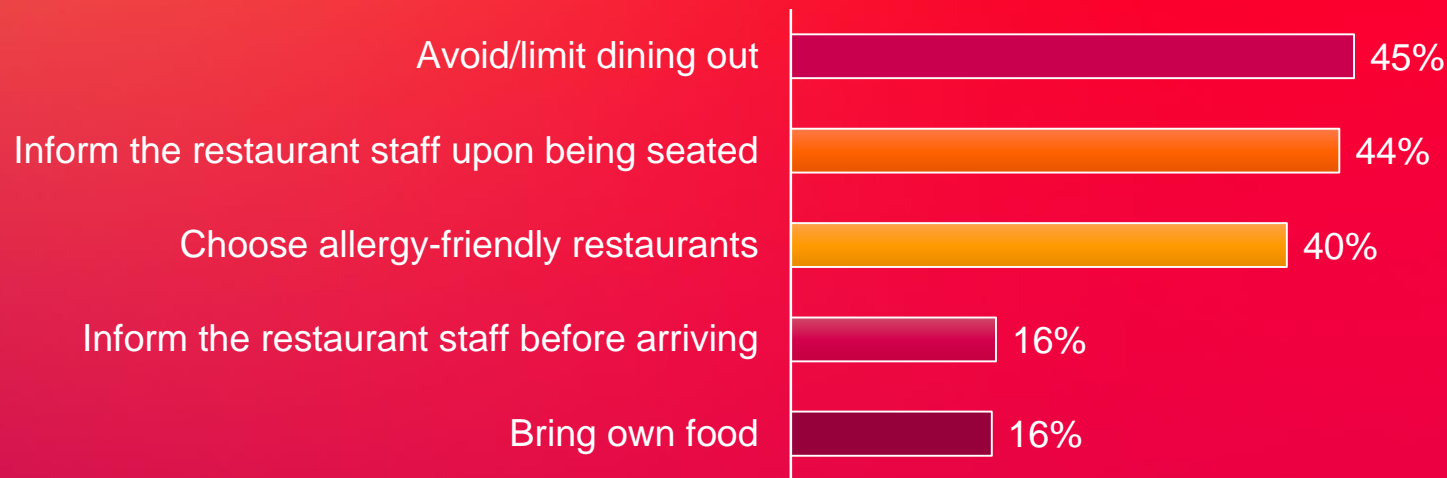 Avoid/limit dining out 45%
Inform the restaurant staff upon being seated 44%
Choose allergy-friendly restaurants 40%
Inform the restaurant staff before arriving 16%
Bring own food 16%